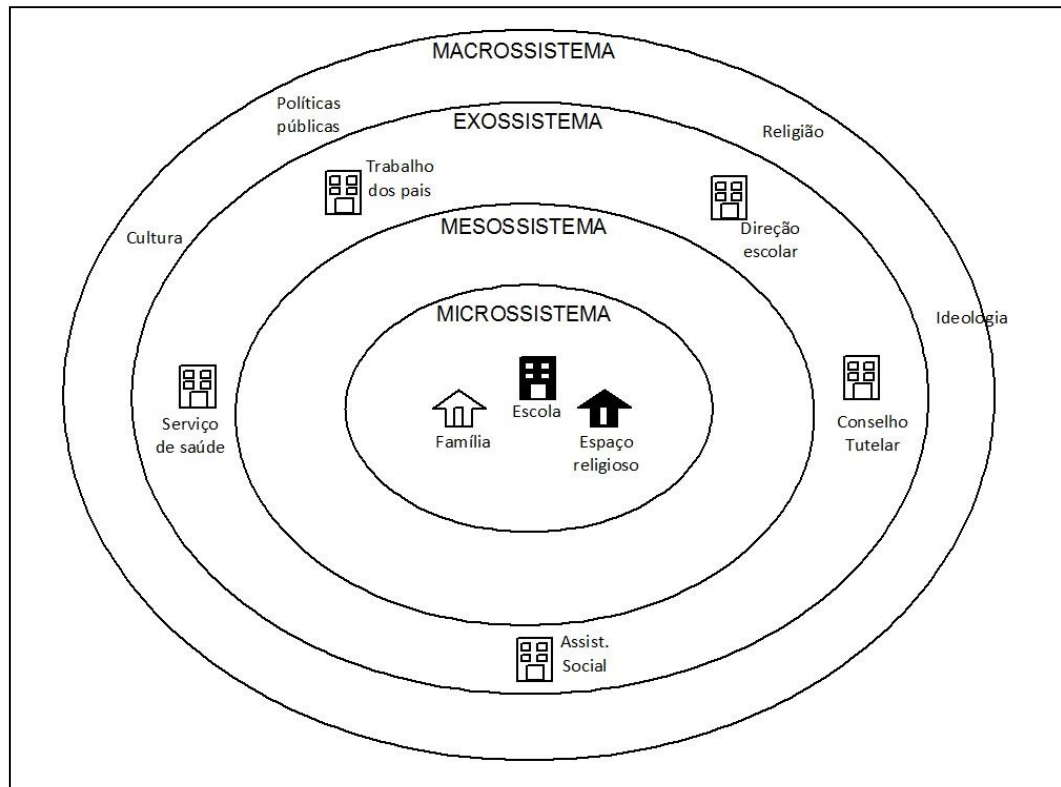 MACROSSISTEMA
Políticas
públicas
Religião
EXOSSISTEMA
Trabalho
dos pais
Direção
escolar
Cultura
MESOSSISTEMA
Ideologia
MICROSSISTEMA
Escola
Família
Espaço
religioso
Serviço
de saúde
Conselho
Tutelar
Assist.
Social